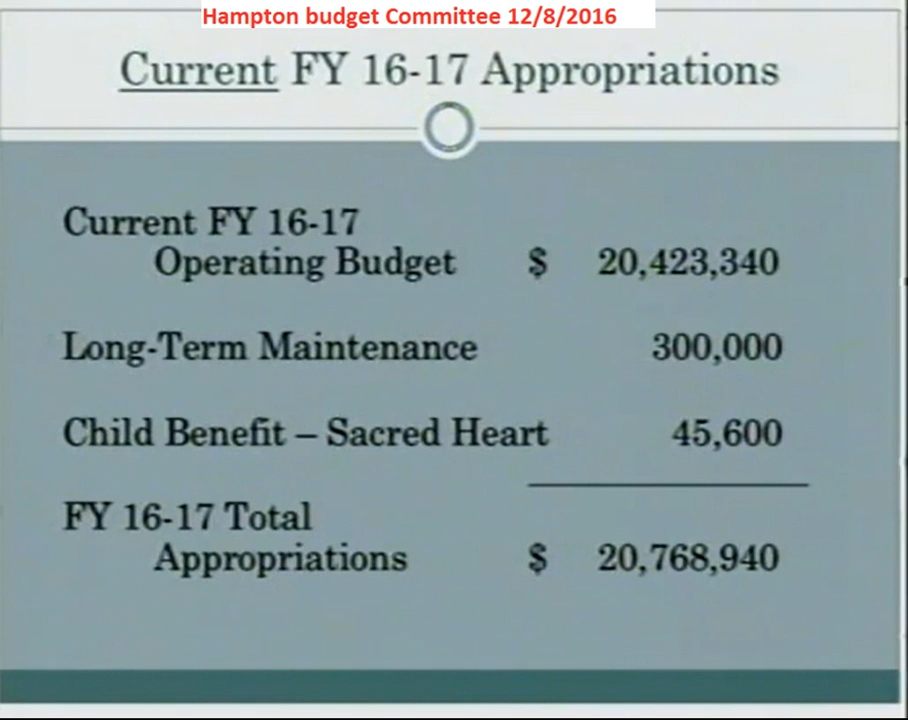 Hampton budget Committee 12/8/2016
Current FY 16-17 Appropriations
Current FY 16-17
Operating Budget $ 20,423,340
Long-Term Maintenance 300,000
Child Benefit – Sacred Heart 45,600
FY 16-17 Total
Appropriations $ 20,768,940